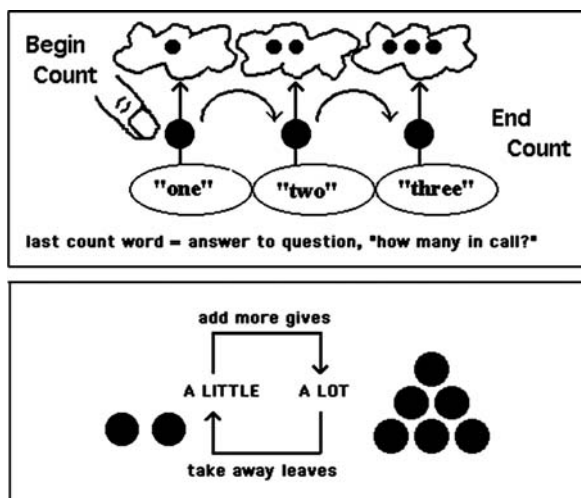 Begin
Count
End
Count
"one" "two" "three"
last count word = answer to question, "how many in call?"
add more gives
A LITTLE A LOT
take away leaves